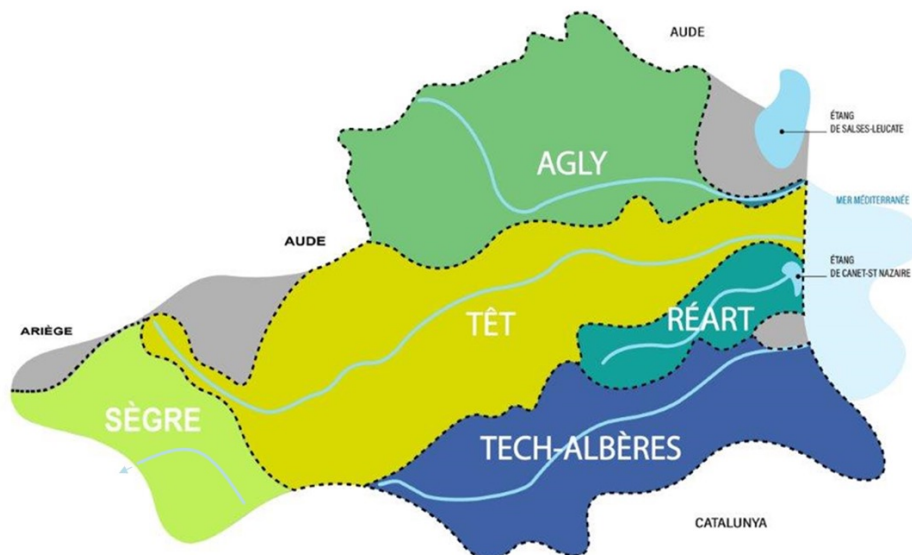 AUDE
ÉTANG
DE SALSES-LEUCATE
AGLY
MER MÉDITERRANÉE
AUDE
ÉTANG
DE CANET-ST NAZAIRE
ARIÈGE
TÊT
RÉART
SÈGRE
TECH-ALBÈRES
CATALUNYA